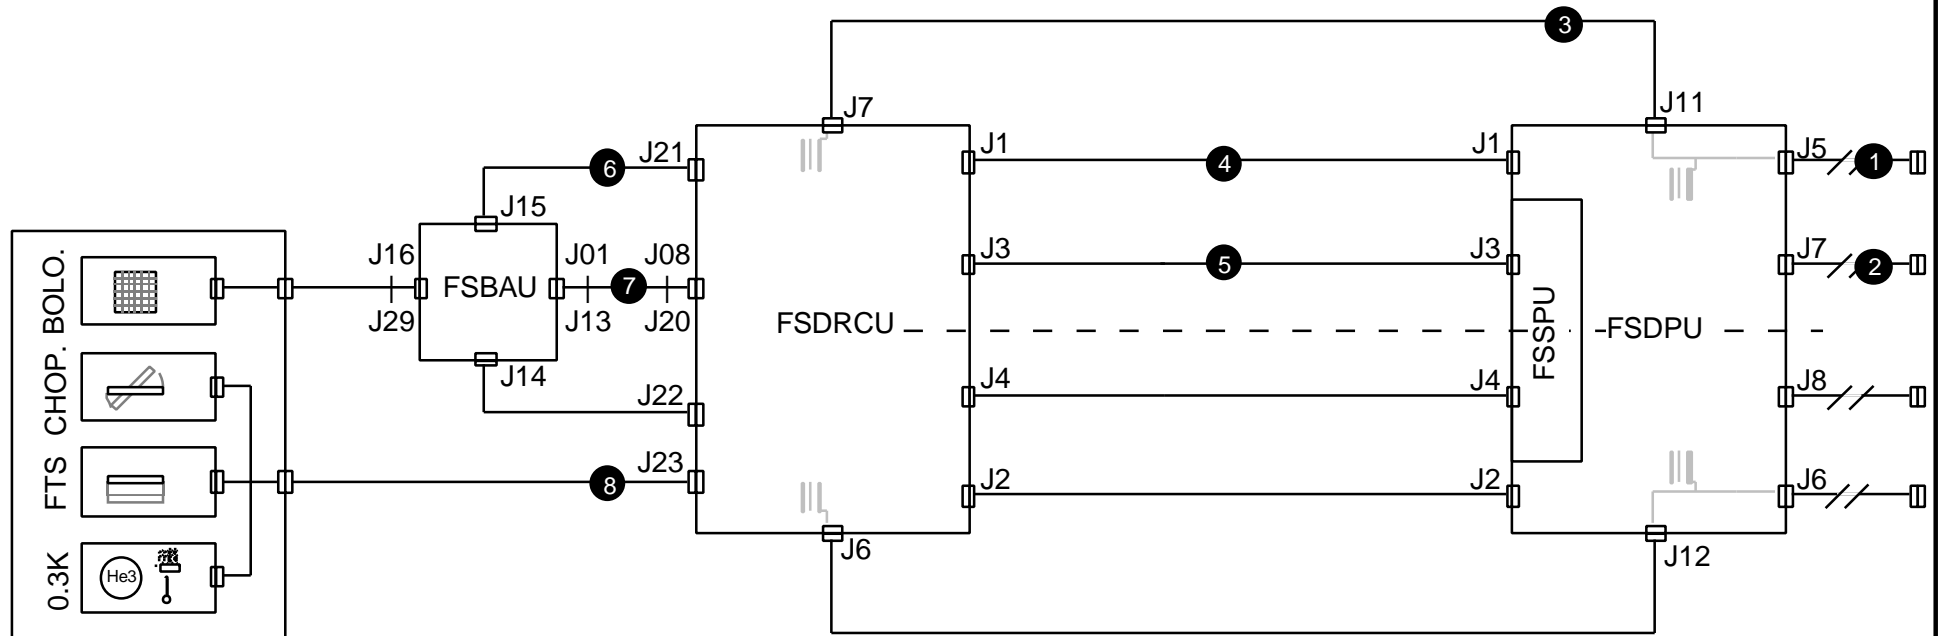 3
J7
J11
J21
J1
J1
J5
6
4
1
J15
J16
J01
J08
J3
J3
J7
BOLO.
FSBAU
7
5
2
J29
J13
J20
FSDRCU
FSSPU
FSDPU
CHOP.
J14
J22
J4
J4
J8
FTS
8
J23
J2
J2
J6
0.3K
He3
J6
J12